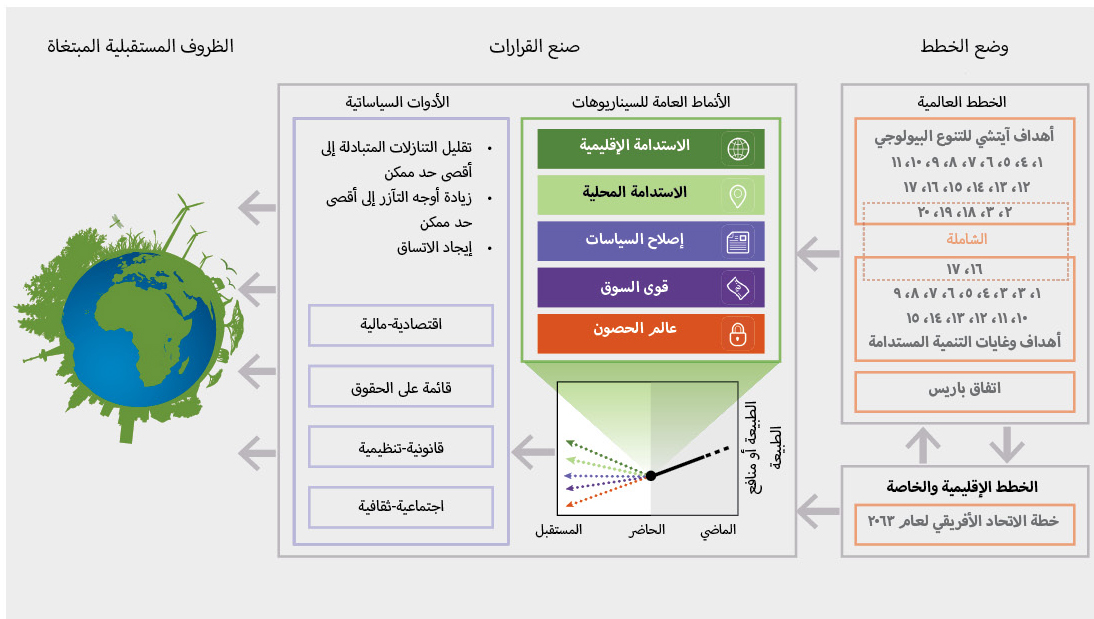 وضع الخطط
صنع القرارات
الظروف المستقبلية المبتغاة
الخطط العالمية
أهداف آيتشي للتنوع البيولوجي
١، ٤، ٥، ٦، ٧، ٨، ٩، ١٠، ١١
١٢، ١٣، ١٤، ١٥، ١٦، ١٧
٢، ٣، ١٨، ١٩، ٢٠
الشاملة
١٦، ١٧
١، ٢، ٣، ٤، ٥، ٦، ٧، ٨، ٩
١٠، ١١، ١٢، ١٣، ١٤، ١٥
أهداف وغايات التنمية المستدامة
اتفاق باريس
الخطط الإقليمية والخاصة
خطة الاتحاد الأفريقي لعام ٢٠٦٣
الأنماط العامة للسيناريوهات
الاستدامة الإقليمية
الاستدامة المحلية
إصلاح السياسات
قوى السوق
عالم الحصون
الطبيعة أو منافع
الطبيعة
الماضي
الحاضر
المستقبل
الأدوات السياساتية
• تقليل التنازلات المتبادلة إلى
أقصى حد ممكن
• زيادة أوجه التآزر إلى أقصى
حد ممكن
• إيجاد الاتساق
اقتصادية-مالية
قائمة على الحقوق
قانونية-تنظيمية
اجتماعية-ثقافية